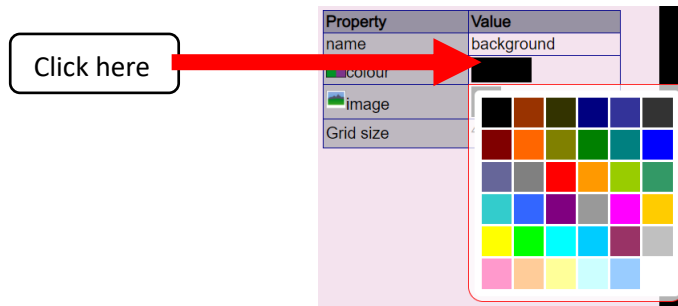 Property Value
name background
Click here
colour
image
Grid size